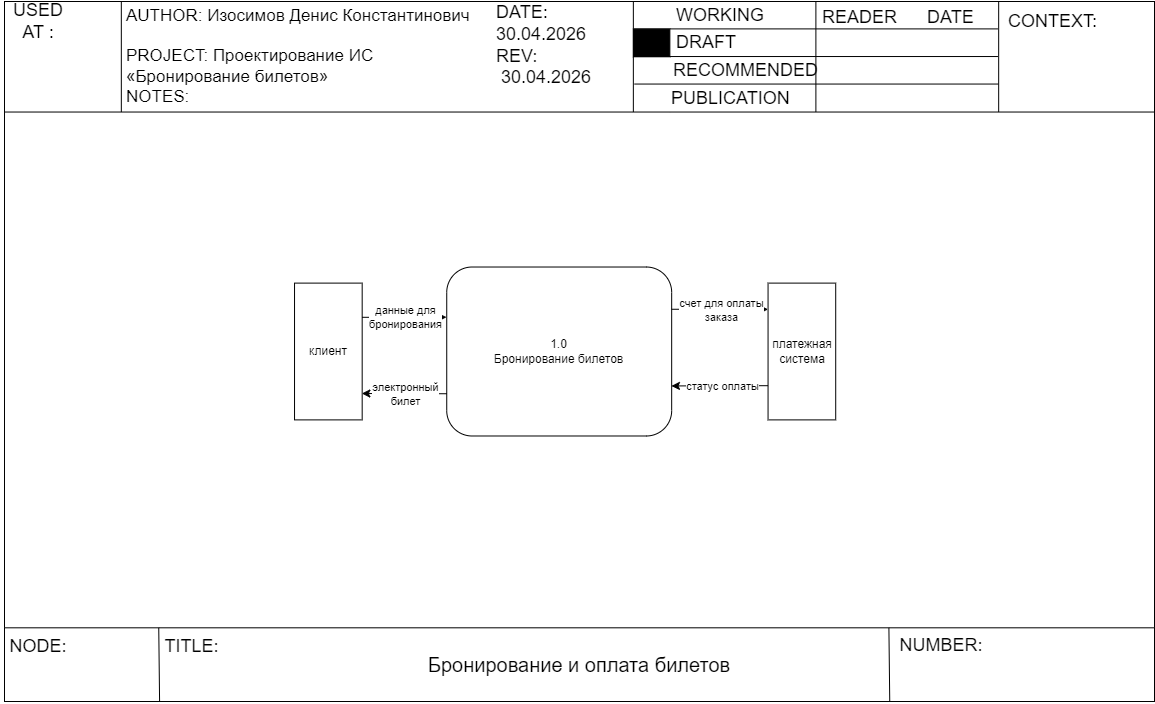 USED
AT :
AUTHOR: Изосимов Денис Константинович
PROJECT: Проектирование ИС
«Бронирование билетов»
NOTES:
DATE:
30.04.2026
REV:
30.04.2026
WORKING
DRAFT
RECOMMENDED
PUBLICATION
READER DATE
CONTEXT:
клиент
данные для
бронирования
электронный
билет
1.0
Бронирование билетов
счет для оплаты
заказа
статус оплаты
платежная
система
NODE:
TITLE:
Бронирование и оплата билетов
NUMBER: